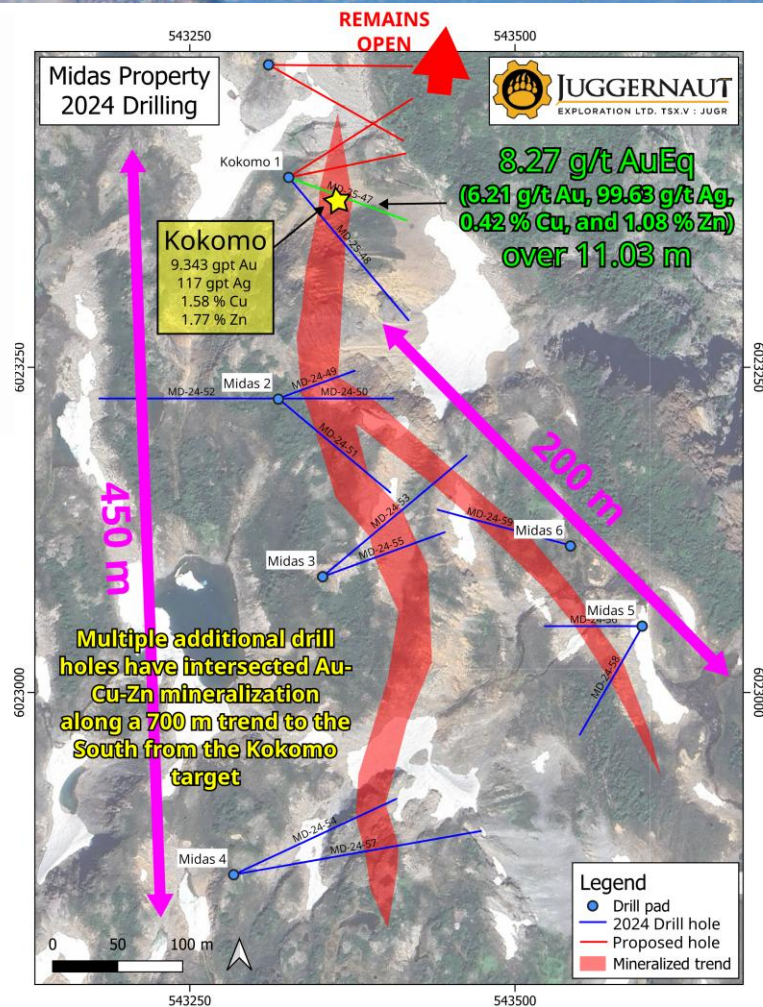 REMAINS
OPEN
543250
543500
Midas Property
2024 Drilling
JUGGERNAUT
EXPLORATION LTD. TSX.V : JUGR
Kokomo 1
MD-25-47
8.27 g/t AuEq
(6.21 g/t Au, 99.63 g/t Ag,
0.42 % Cu, and 1.08 % Zn)
over 11.03 m
Kokomo
9.343 gpt Au
117 gpt Ag
1.58 % Cu
1.77 % Zn
MD-25-48
6023250
6023250
MD-24-49
MD-24-52
Midas 2
MD-24-50
MD-24-51
200 m
450 m
MD-24-53
MD-24-59
Midas 6
Midas 3
MD-24-55
Midas 5
MD-24-56
MD-24-58
Multiple additional drill
holes have intersected Au-
Cu-Zn mineralization
along a 700 m trend to the
South from the Kokomo
target
6023000
6023000
MD-24-54
MD-24-57
Midas 4
Legend
Drill pad
2024 Drill hole
Proposed hole
Mineralized trend
0 50 100 m
543250
543500